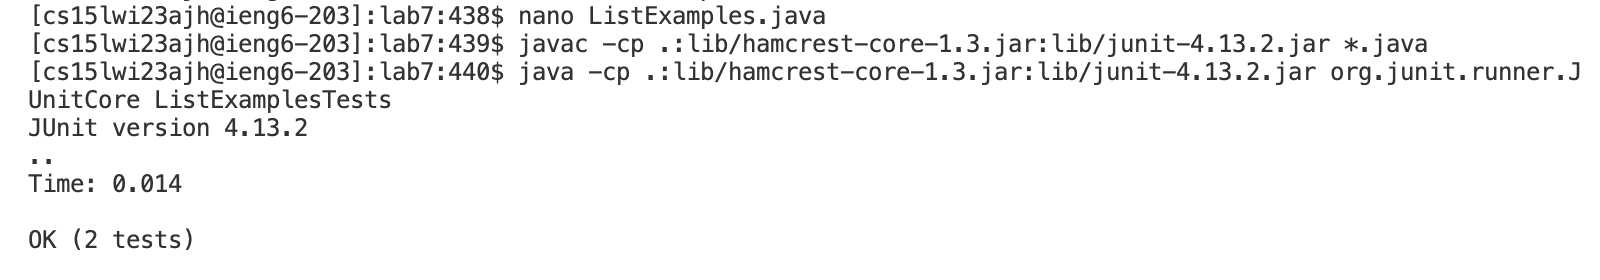 [cs15lwi23ajh@ieng6-203]:lab7:438$ nano ListExamples.java
[cs15lwi23ajh@ieng6-203]:lab7:439$ javac -cp .:lib/hamcrest-core-1.3.jar:lib/junit-4.13.2.jar *.java
[cs15lwi23ajh@ieng6-203]:lab7:440$ java -cp .:lib/hamcrest-core-1.3.jar:lib/junit-4.13.2.jar org.junit.runner.J
UnitCore ListExamplesTests
JUnit version 4.13.2
..
Time: 0.014
OK (2 tests)